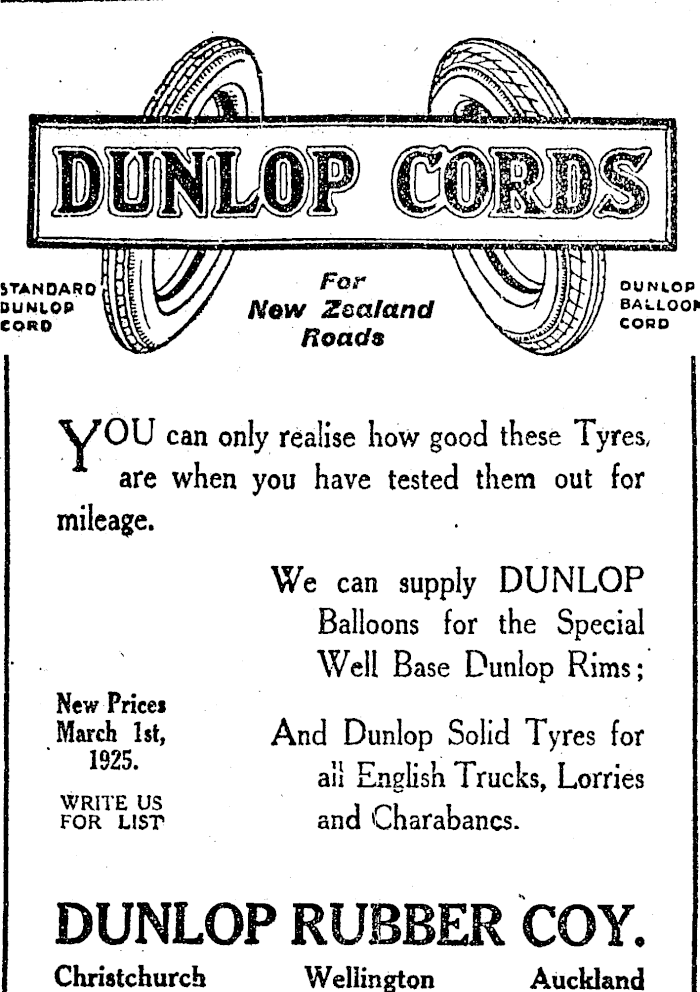 DUNLOP CORDS
STANDARD
DUNLOP
CORD
For
New Zealand
Roads
DUNLOP
BALLOON
CORD
YOU can only realise how good these Tyres,
are when you have tested them out for
mileage.
We can supply DUNLOP
Balloons for the Special
Well Base Dunlop Rims;
New Prices
March 1st,
1925.
WRITE US
FOR LIST
And Dunlop Solid Tyres for
all English Trucks, Lorries
and Charabancs.
DUNLOP RUBBER COY.
Christchurch Wellington Auckland